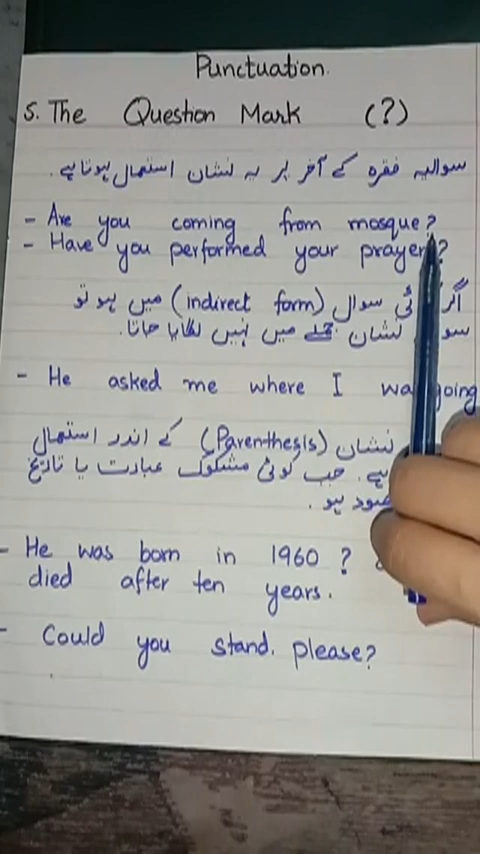 Punctuation.
5. The Question Mark (?)
سوالیہ فقرہ کے آخر پر یہ نشان استعمال ہوتا ہے.
- Are you coming from mosque?
- Have you performed your prayer?
اگر سوال (indirect form) میں ہو تو
نشان جملے میں نہیں لگایا جاتا.
- He asked me where I going
نشان (Parenthesis) کے اندر استعمال
ہے. جب کوئی مشکوک عبارت یا تاریخ
ہو.
- He was born in 1960?
died after ten years.
- Could you stand. please?